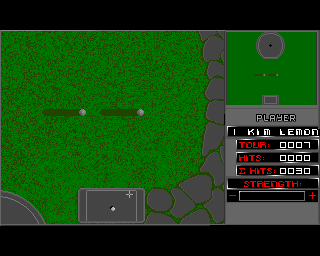 PLAYER
1 KIM LEMON
TOUR: 0007
HITS: 0000
Σ HITS: 0030
STRENGTH:
- +